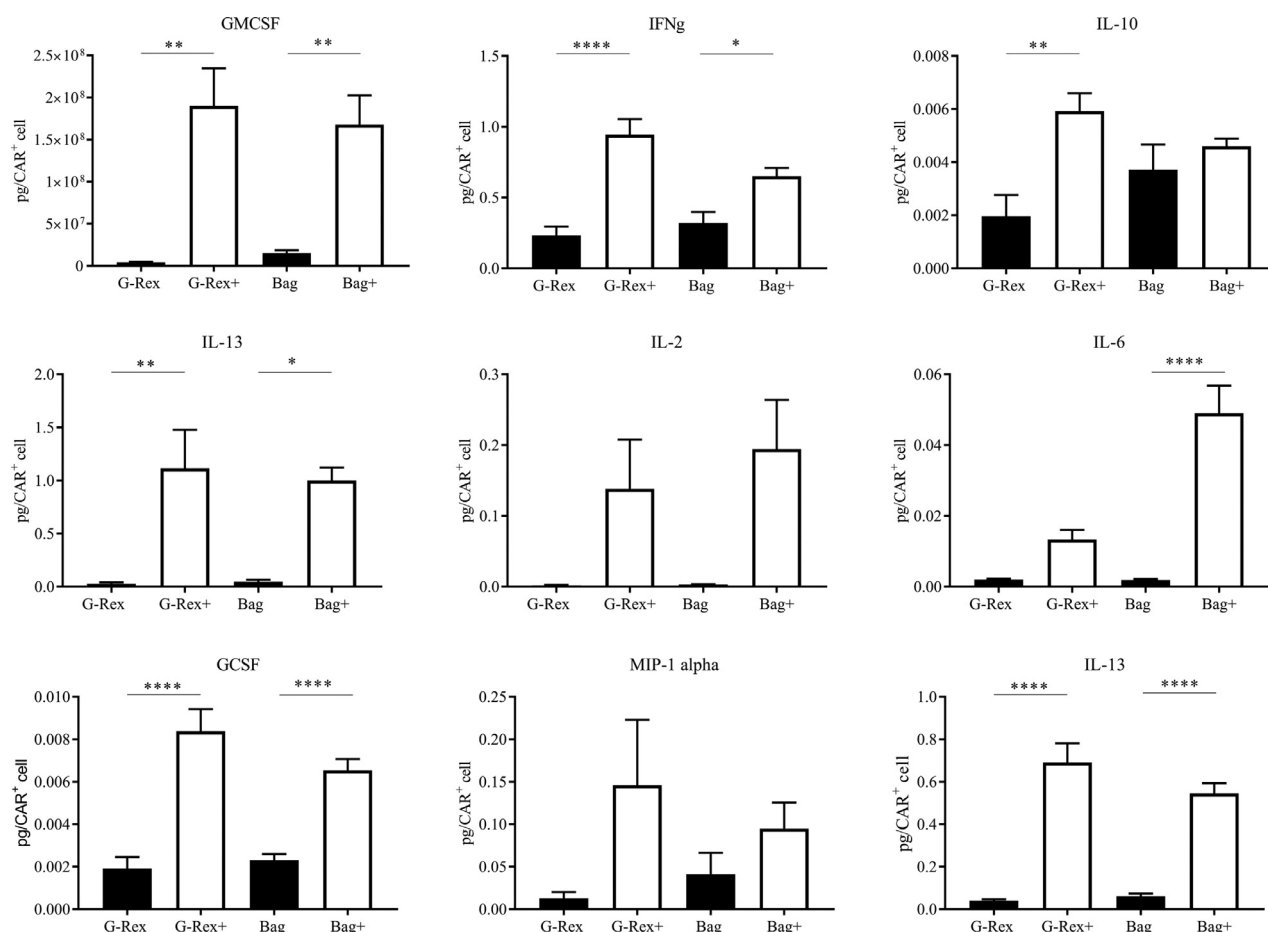 GMCSF
** **
pg/CAR+ cell
2.5×10⁸
2×10⁸
1.5×10⁸
1×10⁸
5×10⁷
0
G-Rex G-Rex+ Bag Bag+
IFNg
**** *
pg/CAR+ cell
1.5
1.0
0.5
0.0
G-Rex G-Rex+ Bag Bag+
IL-10
**
pg/CAR+ cell
0.008
0.006
0.004
0.002
0.000
G-Rex G-Rex+ Bag Bag+
IL-13
** *
pg/CAR+ cell
2.0
1.5
1.0
0.5
0.0
G-Rex G-Rex+ Bag Bag+
IL-2
pg/CAR+ cell
0.3
0.2
0.1
0.0
G-Rex G-Rex+ Bag Bag+
IL-6
****
pg/CAR+ cell
0.06
0.04
0.02
0.00
G-Rex G-Rex+ Bag Bag+
GCSF
**** ****
pg/CAR+ cell
0.010
0.008
0.006
0.004
0.002
0.000
G-Rex G-Rex+ Bag Bag+
MIP-1 alpha
pg/CAR+ cell
0.25
0.20
0.15
0.10
0.05
0.00
G-Rex G-Rex+ Bag Bag+
IL-13
**** ****
pg/CAR+ cell
1.0
0.8
0.6
0.4
0.2
0.0
G-Rex G-Rex+ Bag Bag+